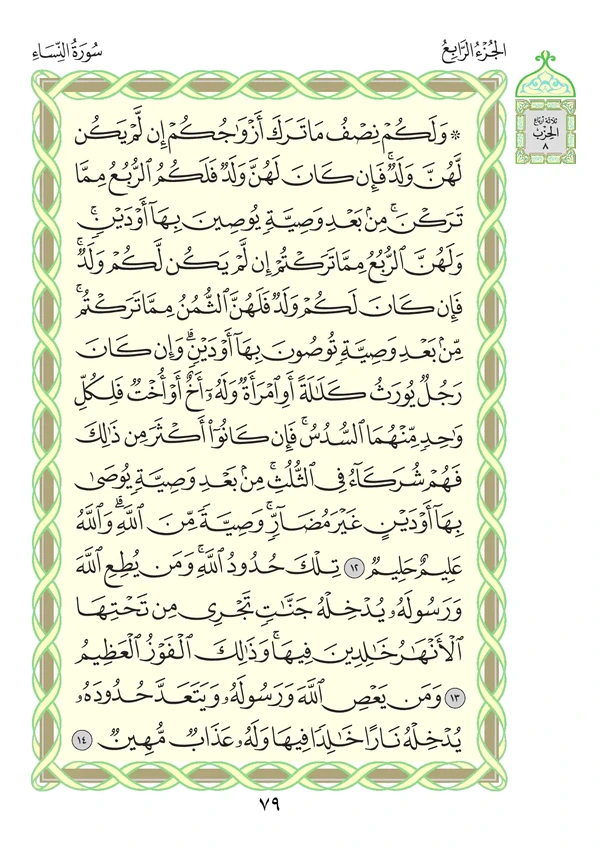 الجُزْءُ الرَّابِعُ
سُورَةُ النِّسَاءِ
ثلاثة أرباع
الحِزْبِ
٨
۞ وَلَكُمْ نِصْفُ مَا تَرَكَ أَزْوَٰجُكُمْ إِن لَّمْ يَكُن
لَّهُنَّ وَلَدٌ ۚ فَإِن كَانَ لَهُنَّ وَلَدٌ فَلَكُمُ ٱلرُّبُعُ مِمَّا
تَرَكْنَ ۚ مِنۢ بَعْدِ وَصِيَّةٍ يُوصِينَ بِهَآ أَوْ دَيْنٍ ۚ
وَلَهُنَّ ٱلرُّبُعُ مِمَّا تَرَكْتُمْ إِن لَّمْ يَكُن لَّكُمْ وَلَدٌ ۚ
فَإِن كَانَ لَكُمْ وَلَدٌ فَلَهُنَّ ٱلثُّمُنُ مِمَّا تَرَكْتُم ۚ
مِّنۢ بَعْدِ وَصِيَّةٍ تُوصُونَ بِهَآ أَوْ دَيْنٍ ۗ وَإِن كَانَ
رَجُلٌ يُورَثُ كَلَٰلَةً أَوِ ٱمْرَأَةٌ وَلَهُۥٓ أَخٌ أَوْ أُخْتٌ فَلِكُلِّ
وَٰحِدٍ مِّنْهُمَا ٱلسُّدُسُ ۚ فَإِن كَانُوٓا۟ أَكْثَرَ مِن ذَٰلِكَ
فَهُمْ شُرَكَآءُ فِى ٱلثُّلُثِ ۚ مِنۢ بَعْدِ وَصِيَّةٍ يُوصَىٰ
بِهَآ أَوْ دَيْنٍ غَيْرَ مُضَآرٍّ ۚ وَصِيَّةً مِّنَ ٱللَّهِ ۗ وَٱللَّهُ
عَلِيمٌ حَلِيمٌ ١٢ تِلْكَ حُدُودُ ٱللَّهِ ۚ وَمَن يُطِعِ ٱللَّهَ
وَرَسُولَهُۥ يُدْخِلْهُ جَنَّٰتٍ تَجْرِى مِن تَحْتِهَا
ٱلْأَنْهَٰرُ خَٰلِدِينَ فِيهَا ۚ وَذَٰلِكَ ٱلْفَوْزُ ٱلْعَظِيمُ
١٣ وَمَن يَعْصِ ٱللَّهَ وَرَسُولَهُۥ وَيَتَعَدَّ حُدُودَهُۥ
يُدْخِلْهُ نَارًا خَٰلِدًا فِيهَا وَلَهُۥ عَذَابٌ مُّهِينٌ ١٤
٧٩